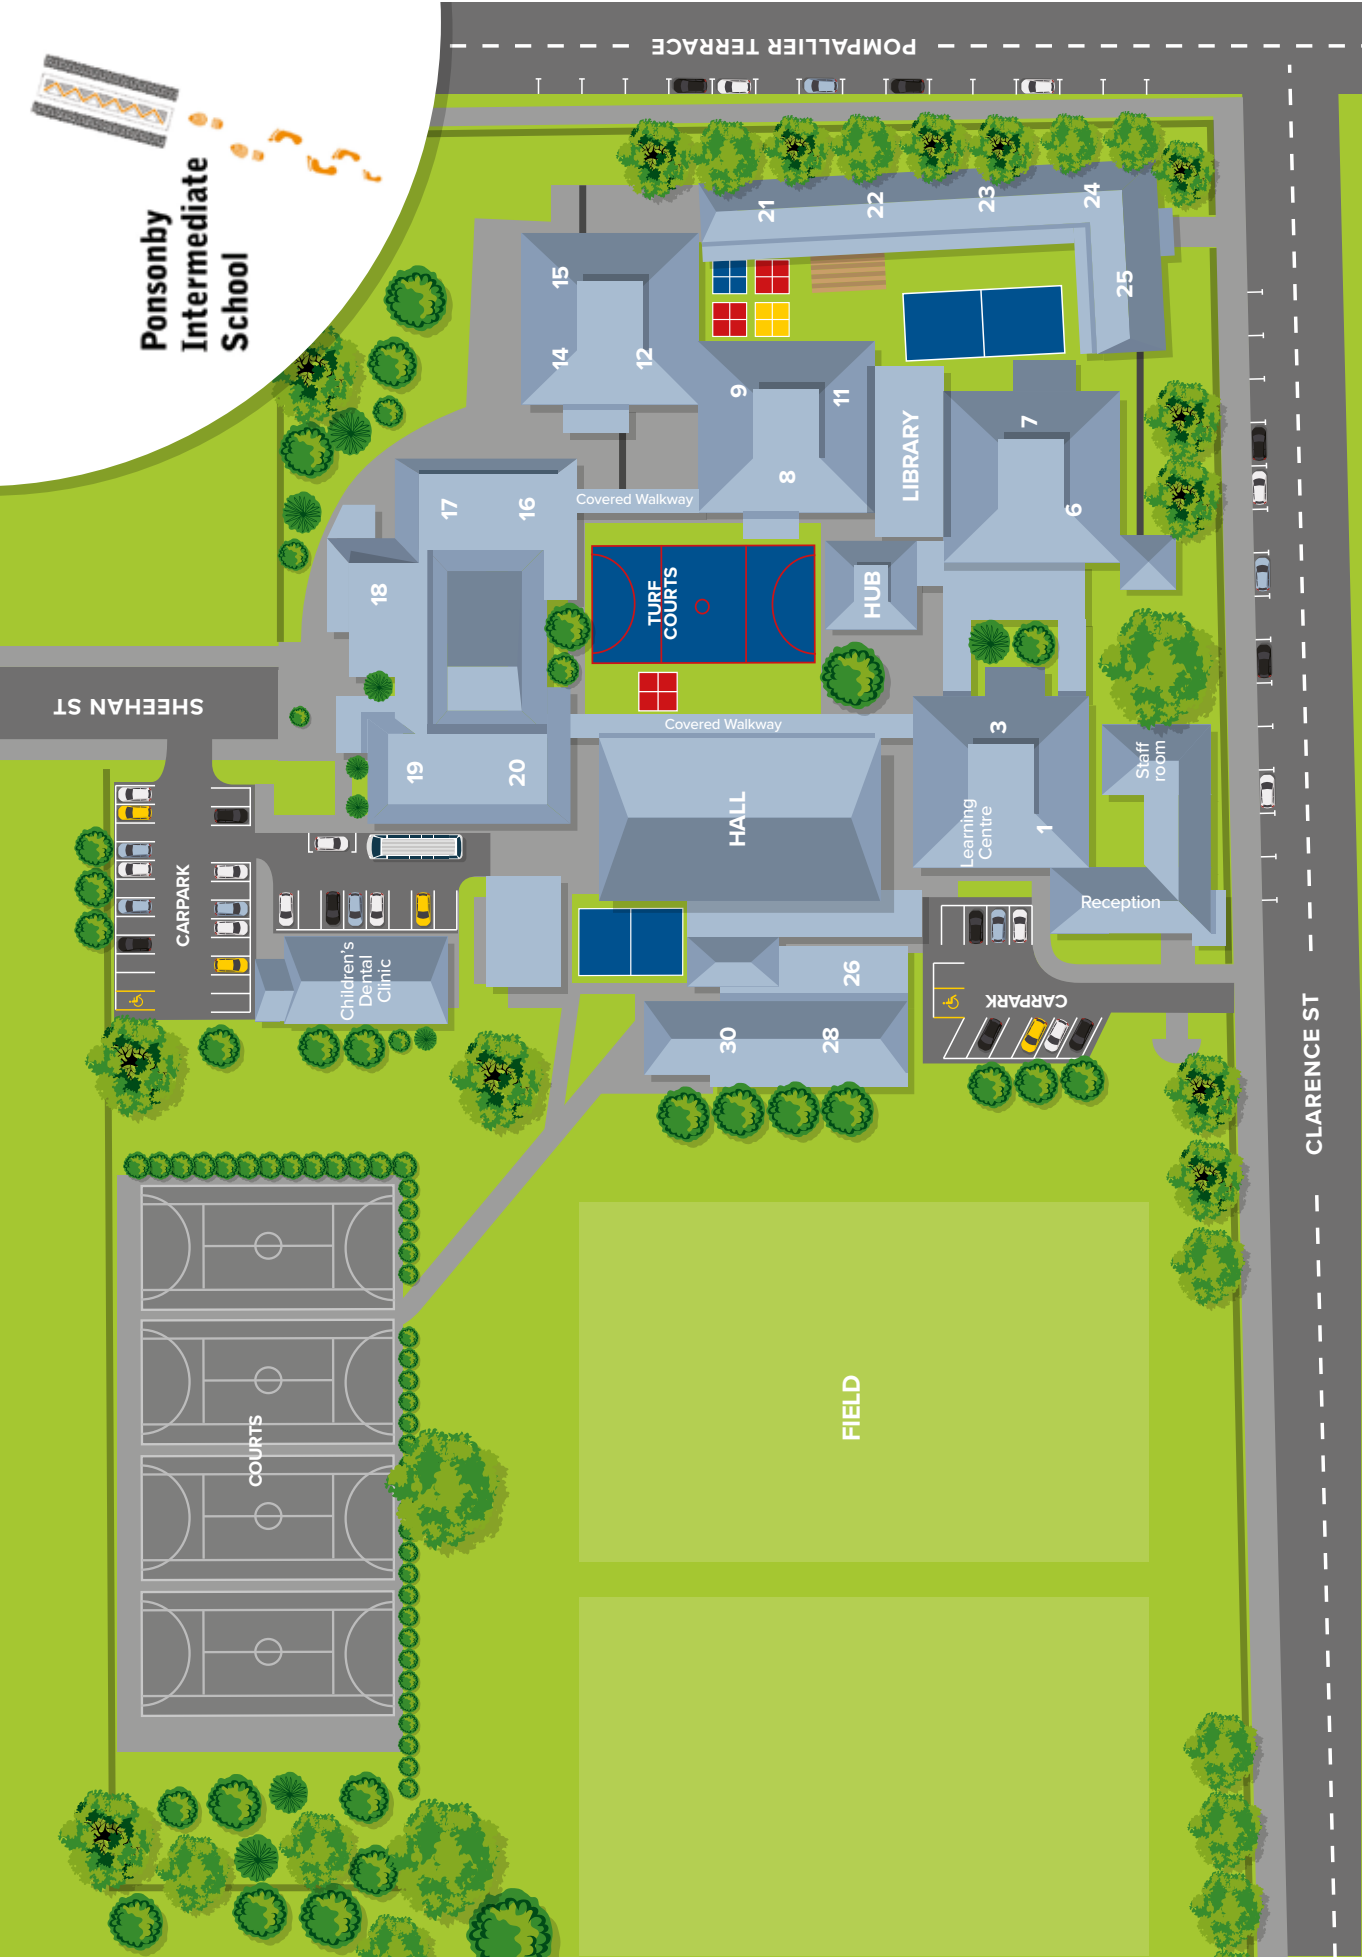 Ponsonby
Intermediate
School
POMPALLIER TERRACE
21
22
23
24
25
15
14
12
9
11
8
LIBRARY
7
6
17
16
Covered Walkway
18
TURF
COURTS
HUB
SHEEHAN ST
Covered Walkway
3
Staff
room
19
20
HALL
Learning
Centre
1
CARPARK
Reception
Children's
Dental
Clinic
26
CARPARK
30
28
CLARENCE ST
FIELD
COURTS